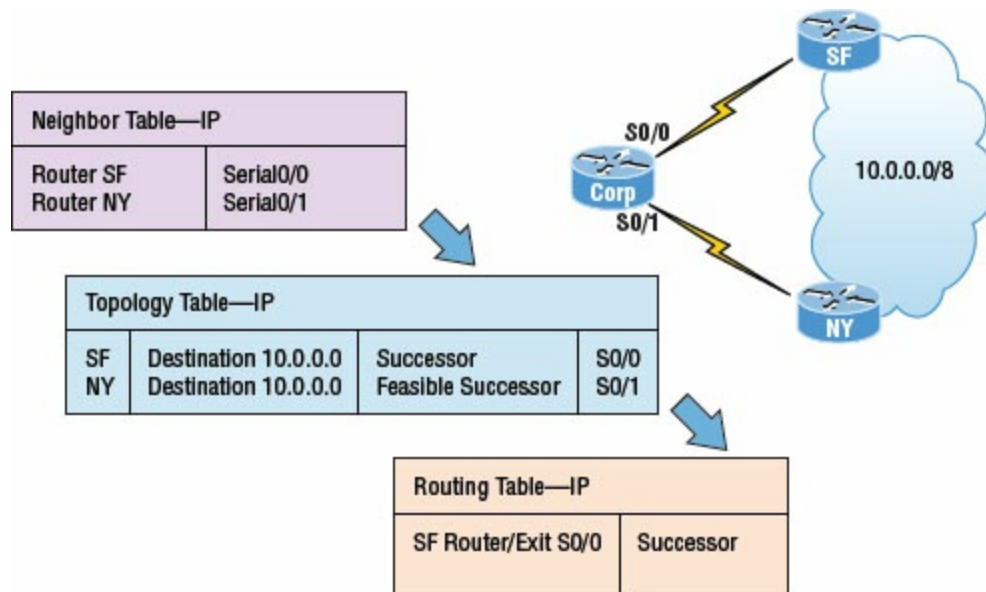 SF
S0/0
10.0.0.0/8
Corp
S0/1
NY
Neighbor Table—IP
Router SF Serial0/0
Router NY Serial0/1
Topology Table—IP
SF Destination 10.0.0.0 Successor S0/0
NY Destination 10.0.0.0 Feasible Successor S0/1
Routing Table—IP
SF Router/Exit S0/0 Successor